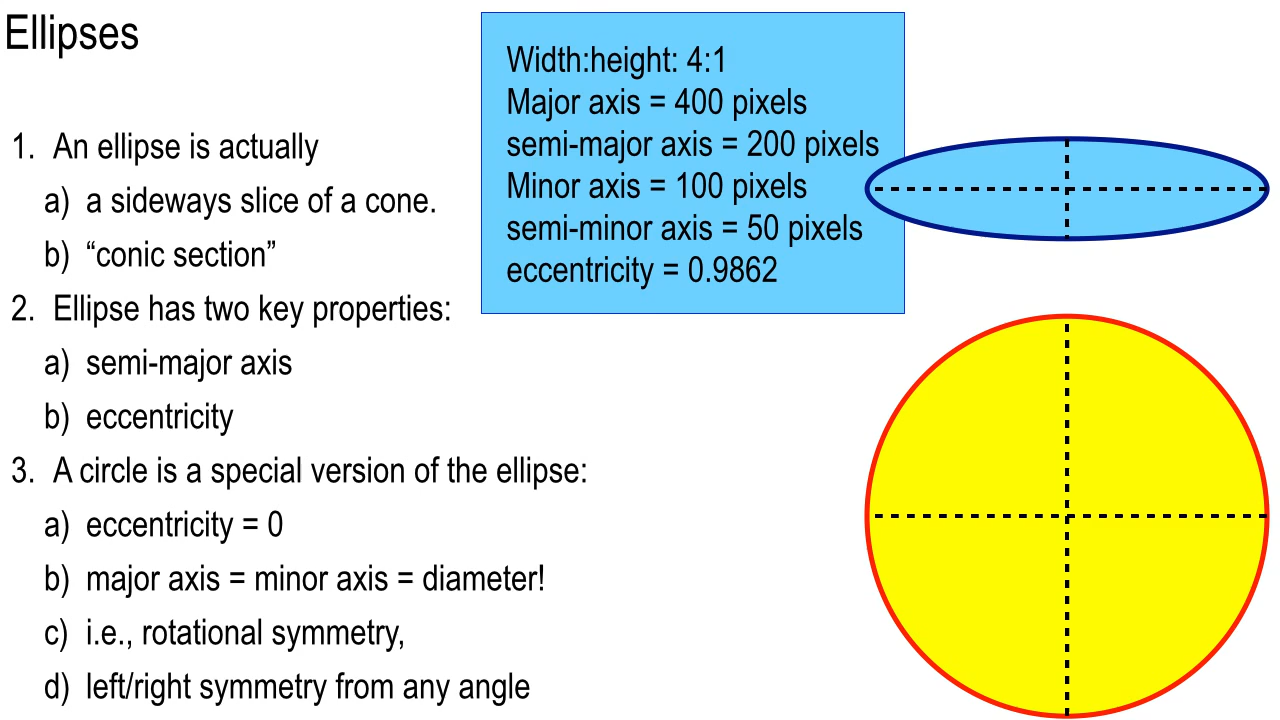 Ellipses
1. An ellipse is actually
a) a sideways slice of a cone.
b) “conic section”
2. Ellipse has two key properties:
a) semi-major axis
b) eccentricity
3. A circle is a special version of the ellipse:
a) eccentricity = 0
b) major axis = minor axis = diameter!
c) i.e., rotational symmetry,
d) left/right symmetry from any angle
Width:height: 4:1
Major axis = 400 pixels
semi-major axis = 200 pixels
Minor axis = 100 pixels
semi-minor axis = 50 pixels
eccentricity = 0.9862